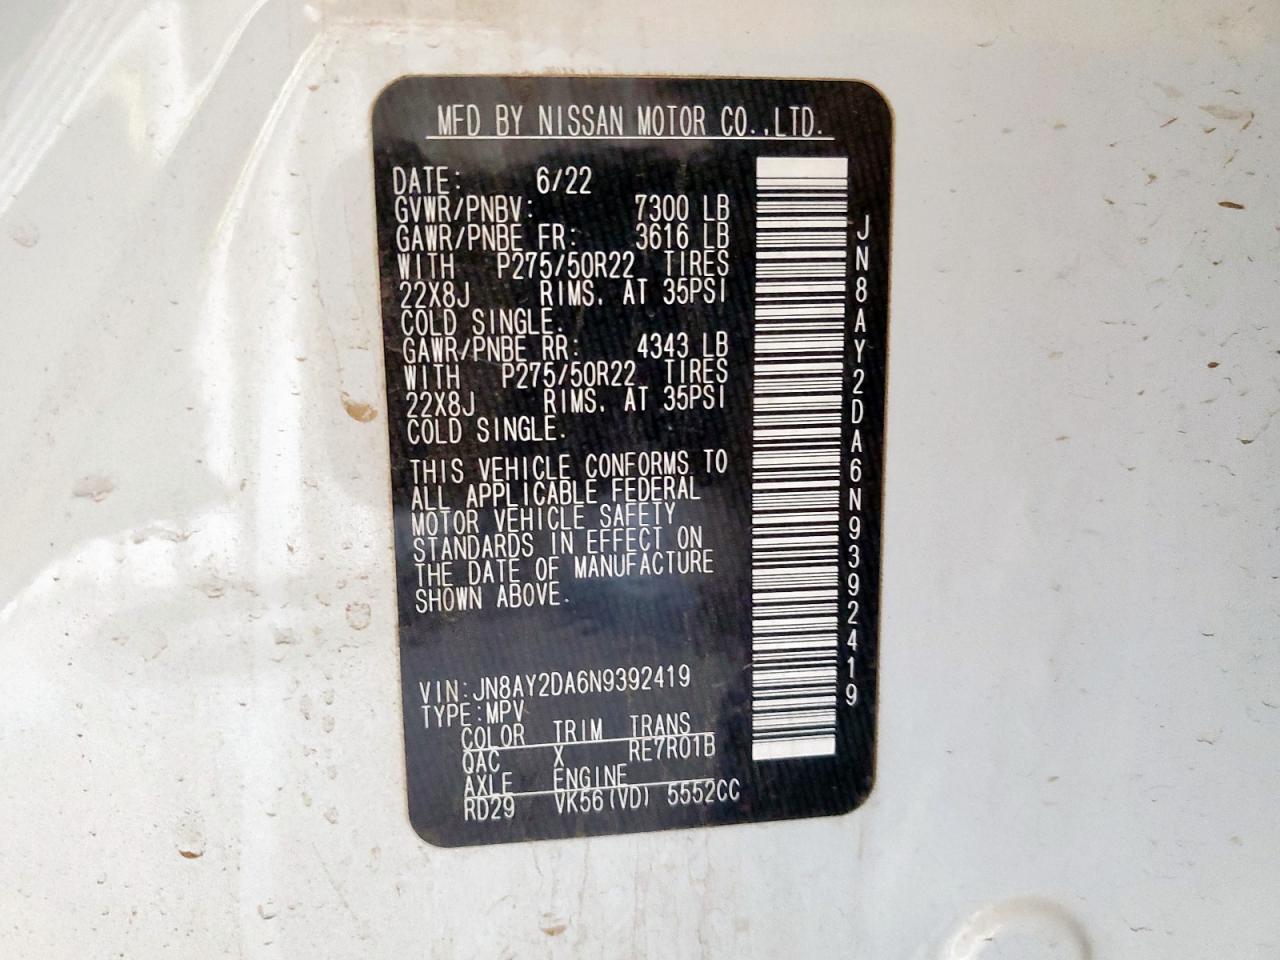 MFD BY NISSAN MOTOR CO.,LTD.
DATE: 6/22
GVWR/PNBV: 7300 LB
GAWR/PNBE FR: 3616 LB
WITH P275/50R22 TIRES
22X8J RIMS. AT 35PSI
COLD SINGLE.
GAWR/PNBE RR: 4343 LB
WITH P275/50R22 TIRES
22X8J RIMS. AT 35PSI
COLD SINGLE.
THIS VEHICLE CONFORMS TO
ALL APPLICABLE FEDERAL
MOTOR VEHICLE SAFETY
STANDARDS IN EFFECT ON
THE DATE OF MANUFACTURE
SHOWN ABOVE.
VIN:JN8AY2DA6N9392419
TYPE:MPV
COLOR TRIM TRANS
QAC X RE7R01B
AXLE ENGINE
RD29 VK56(VD) 5552CC
JN8AY2DA6N9392419